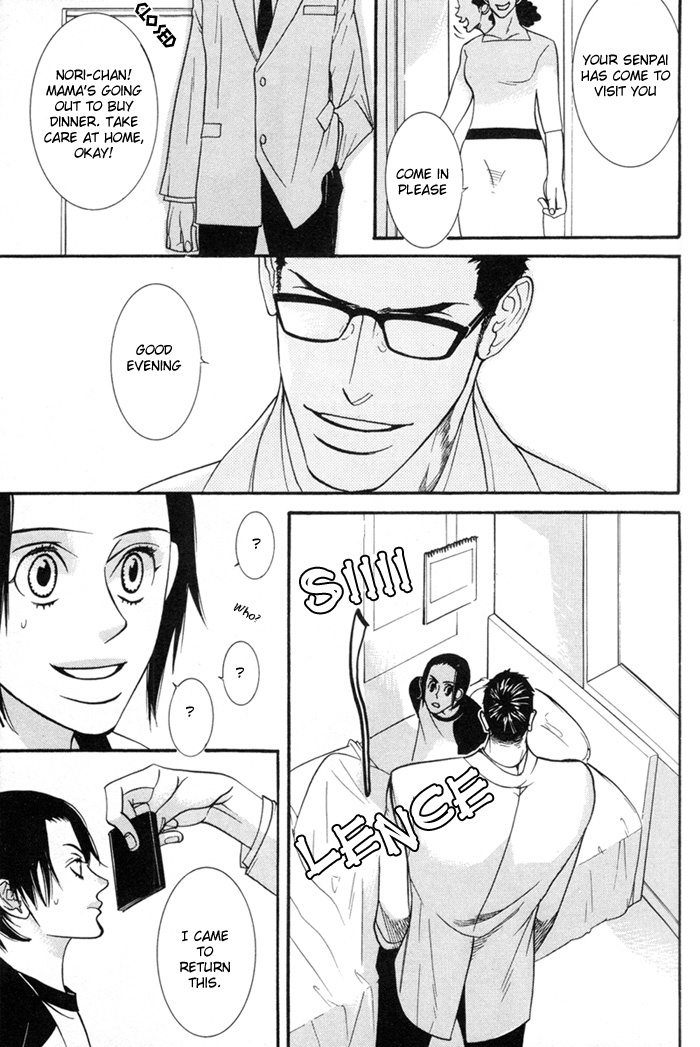 YOUR SENPAI
HAS COME TO
VISIT YOU
COME IN
PLEASE
CLOSED
NORI-CHAN!
MAMA'S GOING
OUT TO BUY
DINNER. TAKE
CARE AT HOME,
OKAY!
GOOD
EVENING
SIIIII
LENCE
?
Who?
?
?
I CAME
TO
RETURN
THIS.